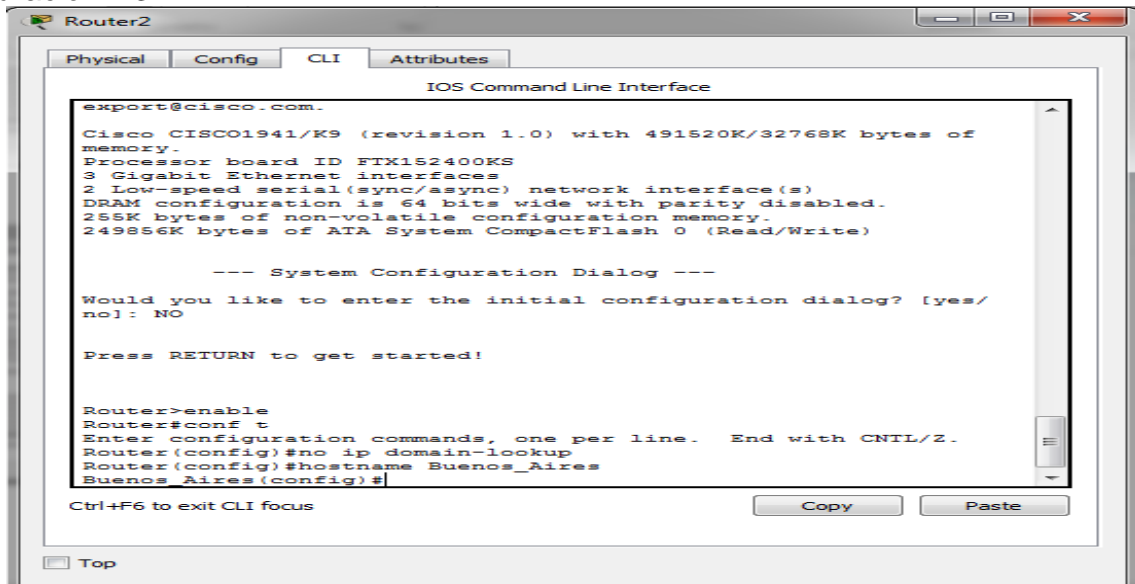 Router2
Physical Config CLI Attributes
IOS Command Line Interface
export@cisco.com.
Cisco CISCO1941/K9 (revision 1.0) with 491520K/32768K bytes of
memory.
Processor board ID FTX152400KS
3 Gigabit Ethernet interfaces
2 Low-speed serial(sync/async) network interface(s)
DRAM configuration is 64 bits wide with parity disabled.
255K bytes of non-volatile configuration memory.
249856K bytes of ATA System CompactFlash 0 (Read/Write)
--- System Configuration Dialog ---
Would you like to enter the initial configuration dialog? [yes/
no]: NO
Press RETURN to get started!
Router>enable
Router#conf t
Enter configuration commands, one per line.  End with CNTL/Z.
Router(config)#no ip domain-lookup
Router(config)#hostname Buenos_Aires
Buenos_Aires(config)#
Ctrl+F6 to exit CLI focus Copy Paste
Top